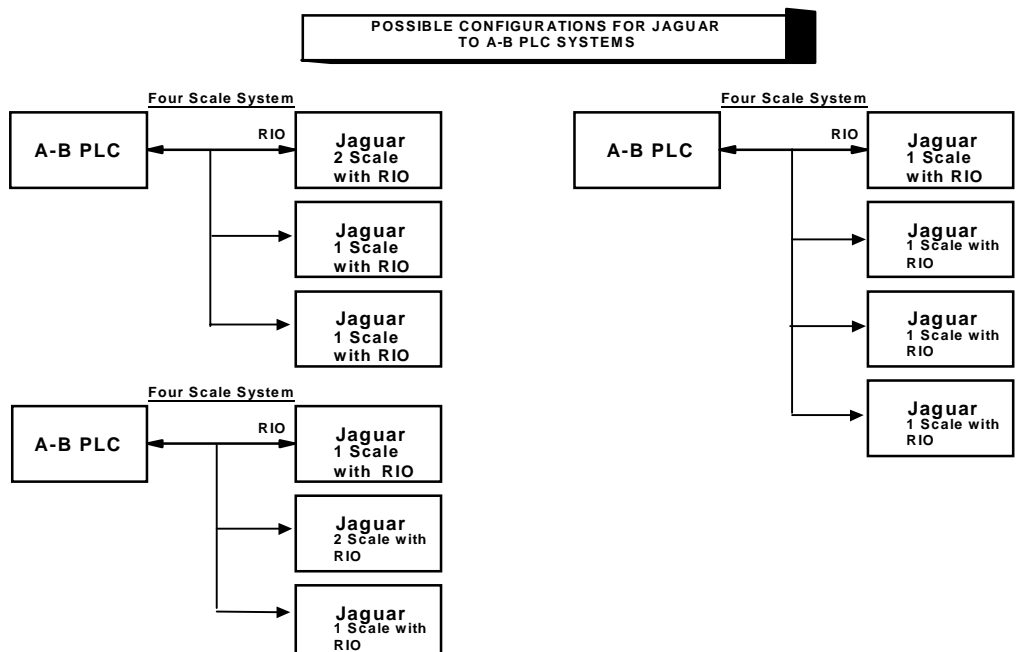 POSSIBLE CONFIGURATIONS FOR JAGUAR
TO A-B PLC SYSTEMS
Four Scale System
A-B PLC
RIO
Jaguar
2 Scale
with RIO
Jaguar
1 Scale
with RIO
Jaguar
1 Scale
with RIO
Four Scale System
A-B PLC
RIO
Jaguar
1 Scale
with RIO
Jaguar
2 Scale with
RIO
Jaguar
1 Scale with
RIO
Four Scale System
A-B PLC
RIO
Jaguar
1 Scale
with RIO
Jaguar
1 Scale with
RIO
Jaguar
1 Scale with
RIO
Jaguar
1 Scale with
RIO